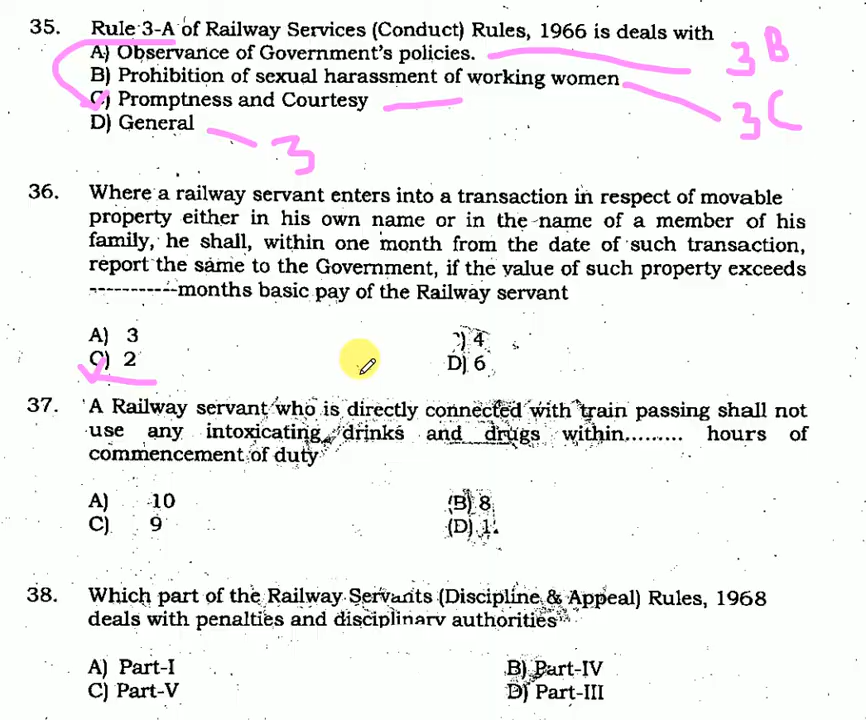 35. Rule 3-A of Railway Services (Conduct) Rules, 1966 is deals with
A) Observance of Government's policies.
3B
B) Prohibition of sexual harassment of working women
3C
C) Promptness and Courtesy
D) General
3
36. Where a railway servant enters into a transaction in respect of movable
property either in his own name or in the name of a member of his
family, he shall, within one month from the date of such transaction,
report the same to the Government, if the value of such property exceeds
-----------months basic pay of the Railway servant
A) 3
) 4
C) 2
D) 6
37. A Railway servant who is directly connected with train passing shall not
use any intoxicating drinks and drugs within......... hours of
commencement of duty
A) 10
(B) 8
C) 9
(D) 1.
38. Which part of the Railway Servants (Discipline & Appeal) Rules, 1968
deals with penalties and disciplinary authorities
A) Part-I
B) Part-IV
C) Part-V
D) Part-III